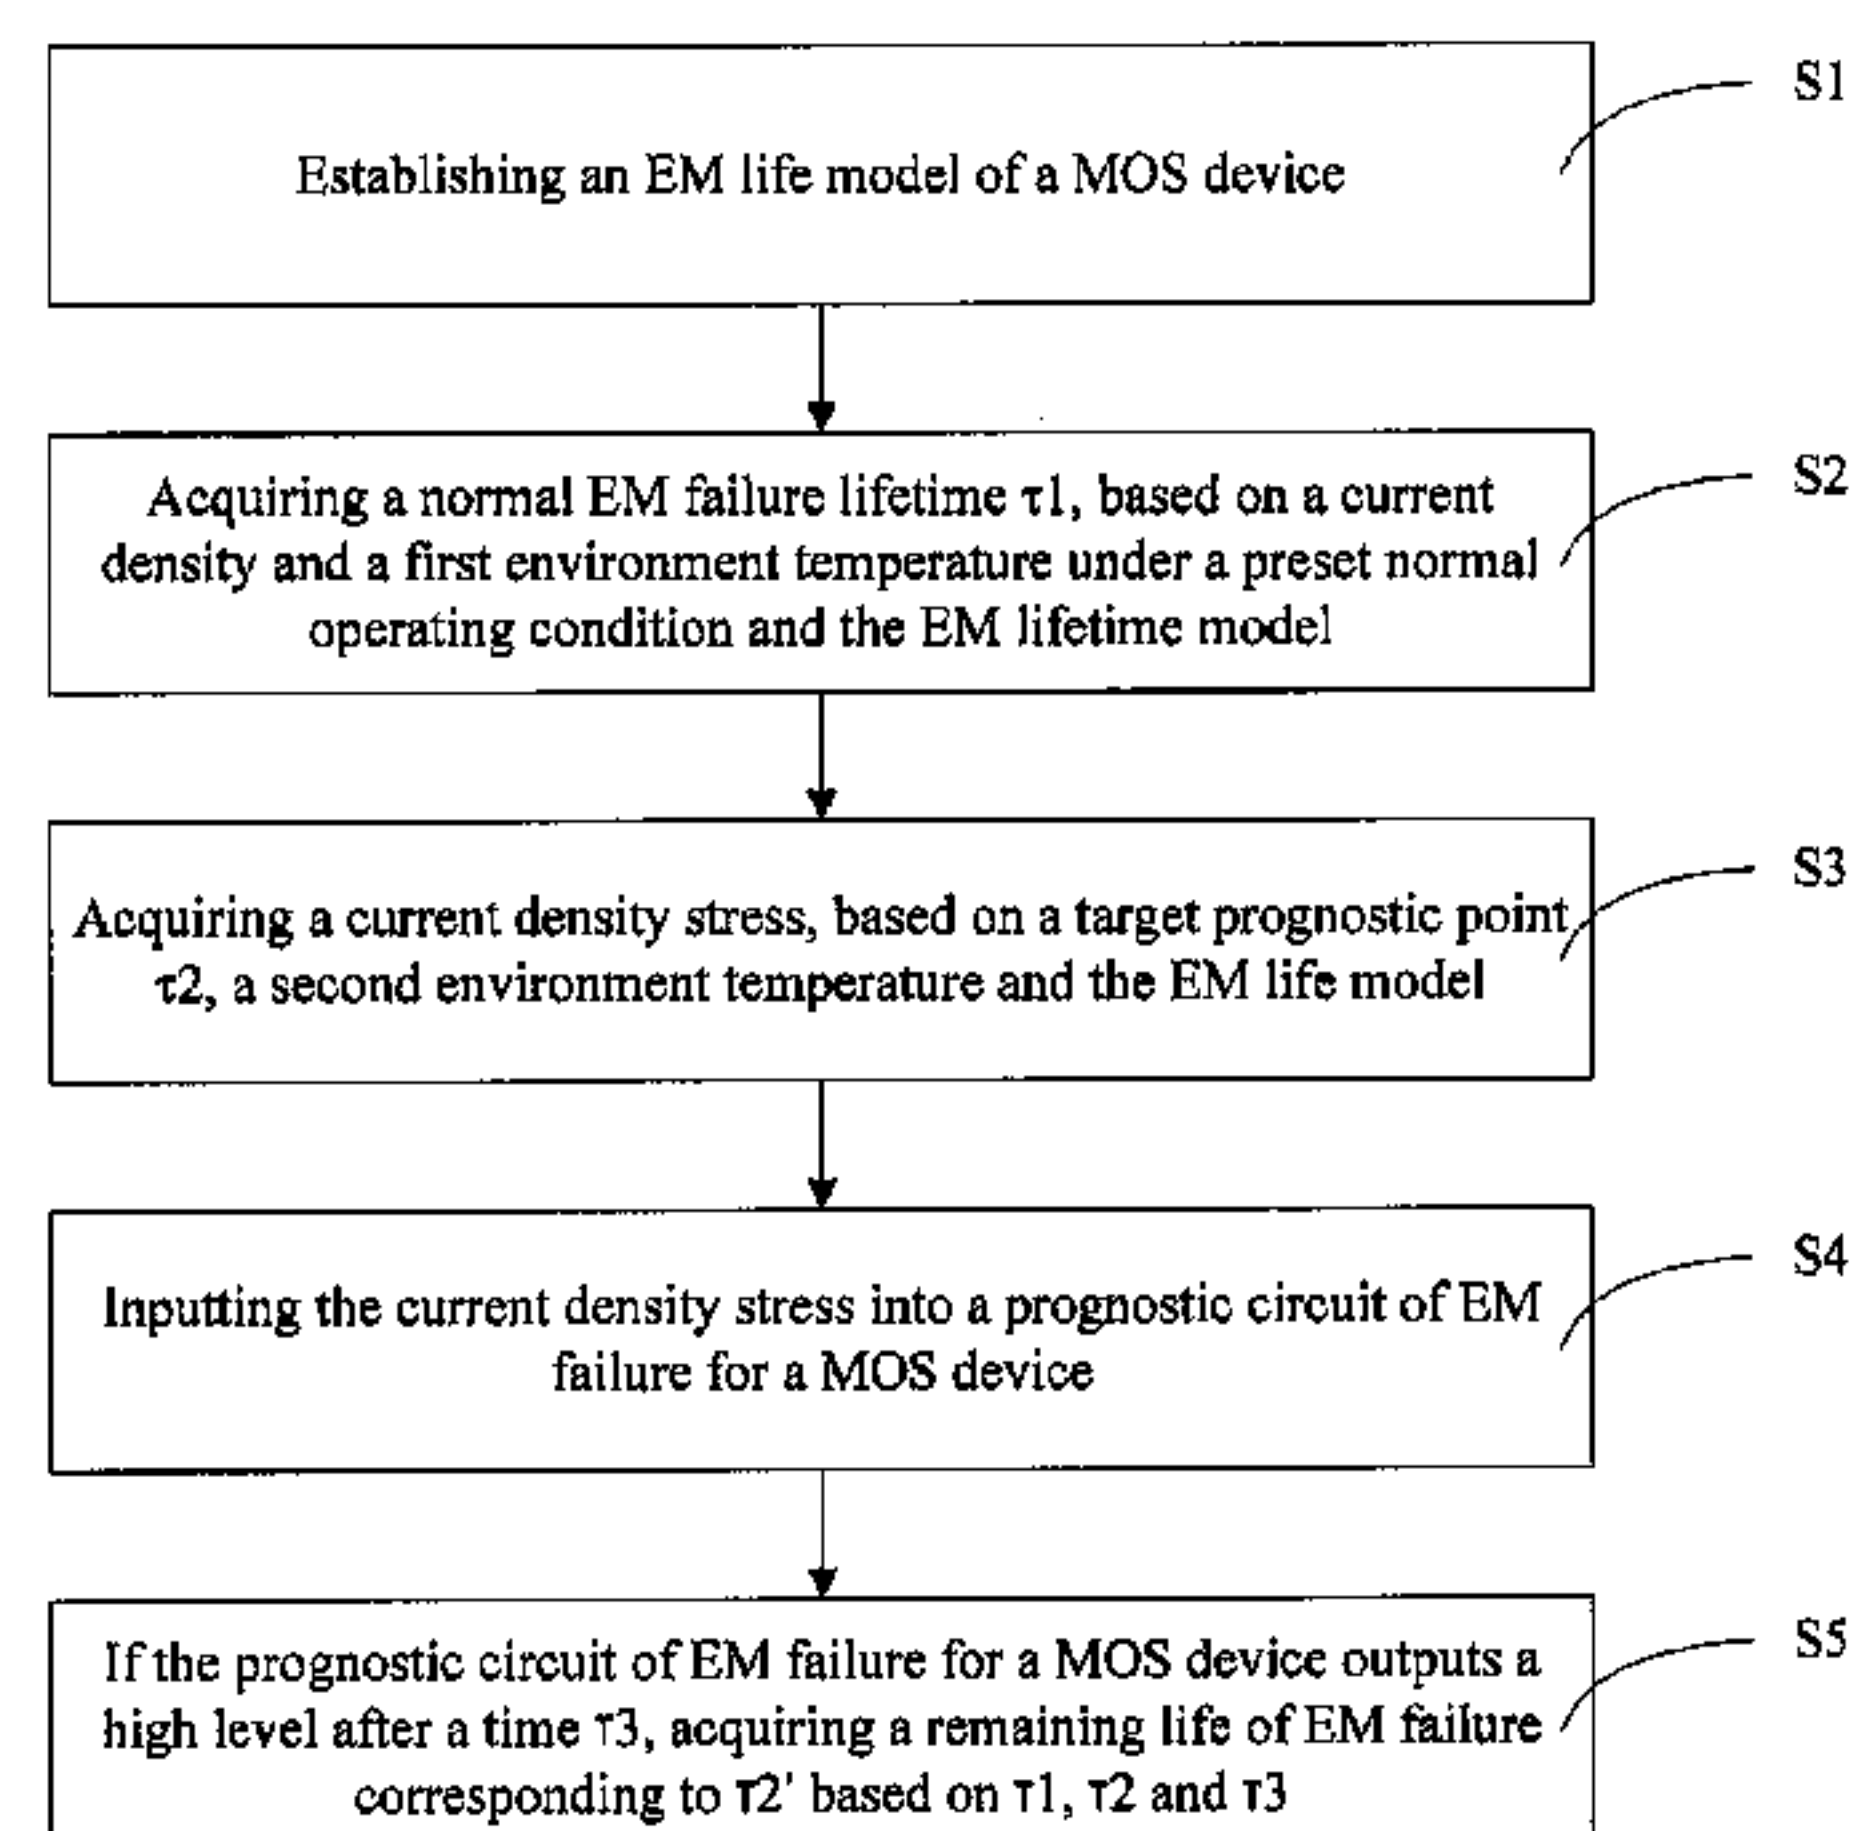 S1
Establishing an EM life model of a MOS device
S2
Acquiring a normal EM failure lifetime τ1, based on a current
density and a first environment temperature under a preset normal
operating condition and the EM lifetime model
S3
Acquiring a current density stress, based on a target prognostic point
τ2, a second environment temperature and the EM life model
S4
Inputting the current density stress into a prognostic circuit of EM
failure for a MOS device
S5
If the prognostic circuit of EM failure for a MOS device outputs a
high level after a time τ3, acquiring a remaining life of EM failure
corresponding to τ2' based on τ1, τ2 and τ3